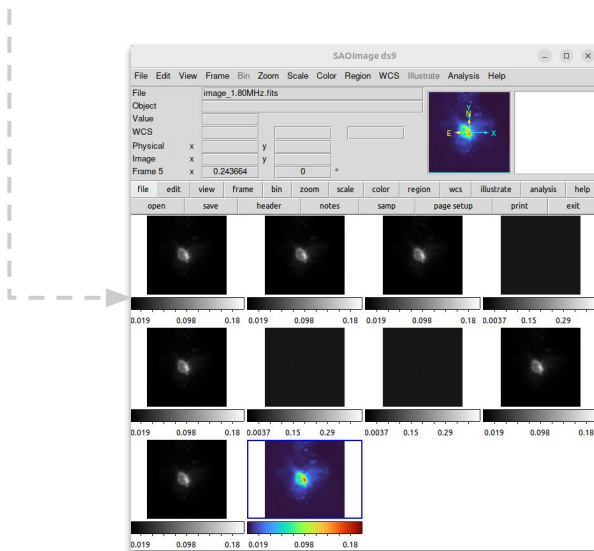 SAOImage ds9
File Edit View Frame Bin Zoom Scale Color Region WCS Illustrate Analysis Help
File image_1.80MHz.fits
Object
Value
WCS
Physical x y
Image x y
Frame 5 x 0.243664 0 °
Y
N
E X
file edit view frame bin zoom scale color region wcs illustrate analysis help
open save header notes samp page setup print exit
0.019 0.098 0.18 0.019 0.098 0.18 0.019 0.098 0.18 0.0037 0.15 0.29
0.019 0.098 0.18 0.0037 0.15 0.29 0.0037 0.15 0.29 0.019 0.098 0.18
0.019 0.098 0.18 0.019 0.098 0.18